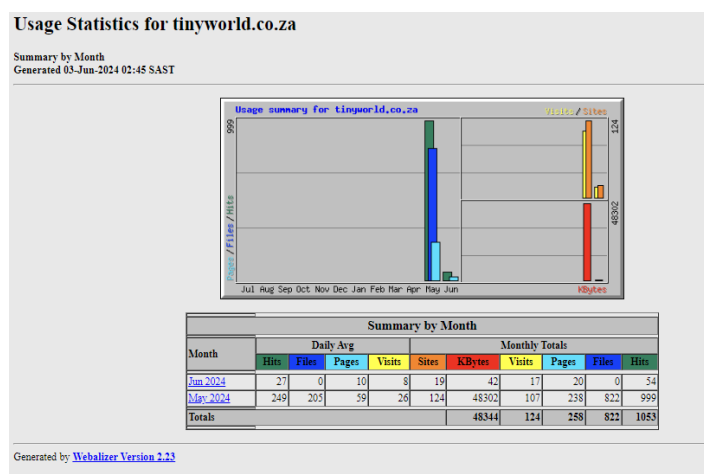 Usage Statistics for tinyworld.co.za
Summary by Month
Generated 03-Jun-2024 02:45 SAST
Usage summary for tinyworld.co.za
Visits/Sites
999
124
Pages/Files/Hits
48302
Jul Aug Sep Oct Nov Dec Jan Feb Mar Apr May Jun
KBytes
Summary by Month
Month Daily Avg Monthly Totals
Hits Files Pages Visits Sites KBytes Visits Pages Files Hits
Jun 2024 27 0 10 8 19 42 17 20 0 54
May 2024 249 205 59 26 124 48302 107 238 822 999
Totals 48344 124 258 822 1053
Generated by Webalizer Version 2.23